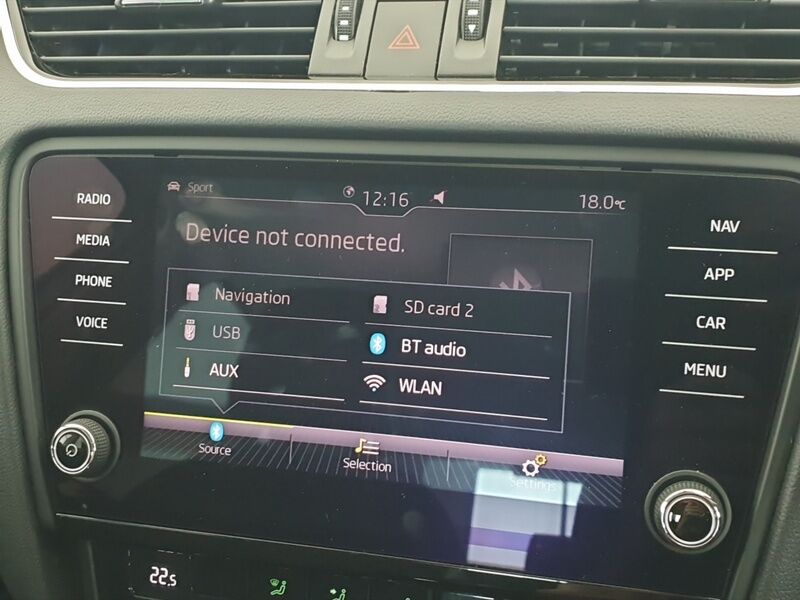 Sport
12:16
18.0°C
RADIO
MEDIA
PHONE
VOICE
Device not connected.
Navigation
SD card 2
USB
BT audio
AUX
WLAN
NAV
APP
CAR
MENU
Source
Selection
Settings
22.5